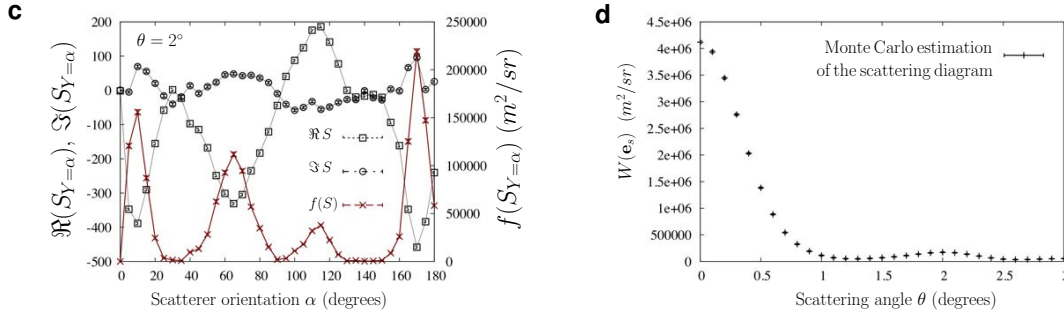 c
θ = 2°
ℜ(S_{Y=α}), ℑ(S_{Y=α})
200
100
0
-100
-200
-300
-400
-500
250000
200000
150000
100000
50000
0
f(S_{Y=α}) (m²/sr)
ℜS
ℑS
f(S)
0 20 40 60 80 100 120 140 160 180
Scatterer orientation α (degrees)
d
W(e_s) (m²/sr)
4.5e+06
4e+06
3.5e+06
3e+06
2.5e+06
2e+06
1.5e+06
1e+06
500000
0
Monte Carlo estimation
of the scattering diagram
0 0.5 1 1.5 2 2.5 3
Scattering angle θ (degrees)